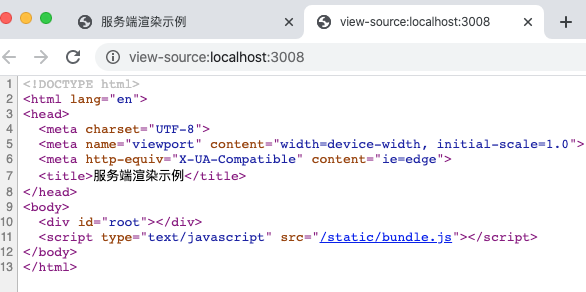 服务端渲染示例
view-source:localhost:3008
view-source:localhost:3008
1 <!DOCTYPE html>
2 <html lang="en">
3 <head>
4 <meta charset="UTF-8">
5 <meta name="viewport" content="width=device-width, initial-scale=1.0">
6 <meta http-equiv="X-UA-Compatible" content="ie=edge">
7 <title>服务端渲染示例</title>
8 </head>
9 <body>
10 <div id="root"></div>
11 <script type="text/javascript" src="/static/bundle.js"></script>
12 </body>
13 </html>